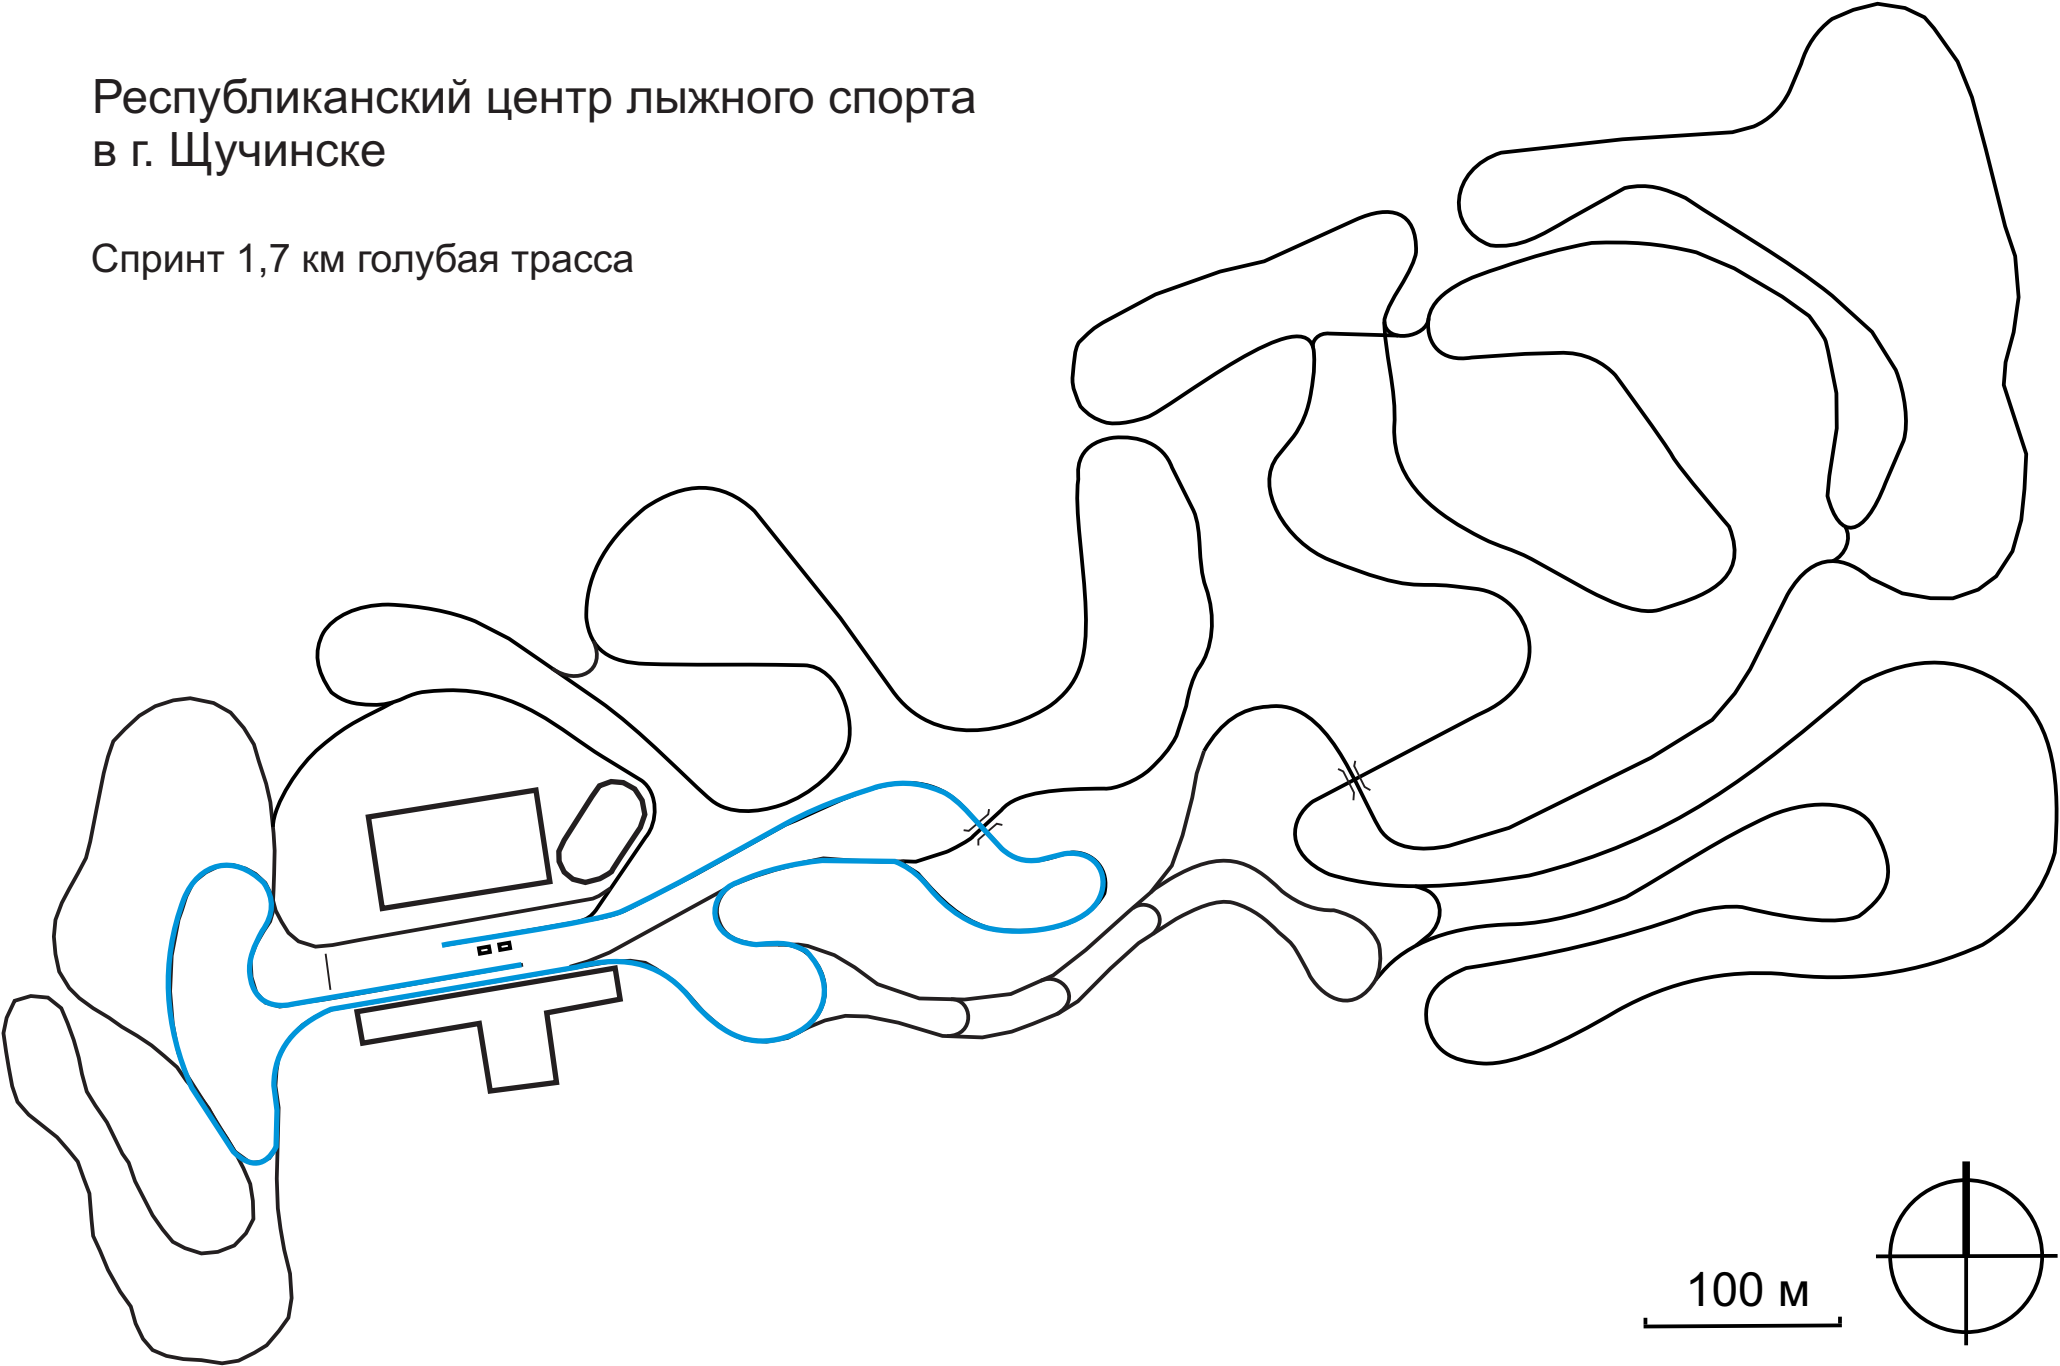 Республиканский центр лыжного спорта
в г. Щучинске
Спринт 1,7 км голубая трасса
100 м